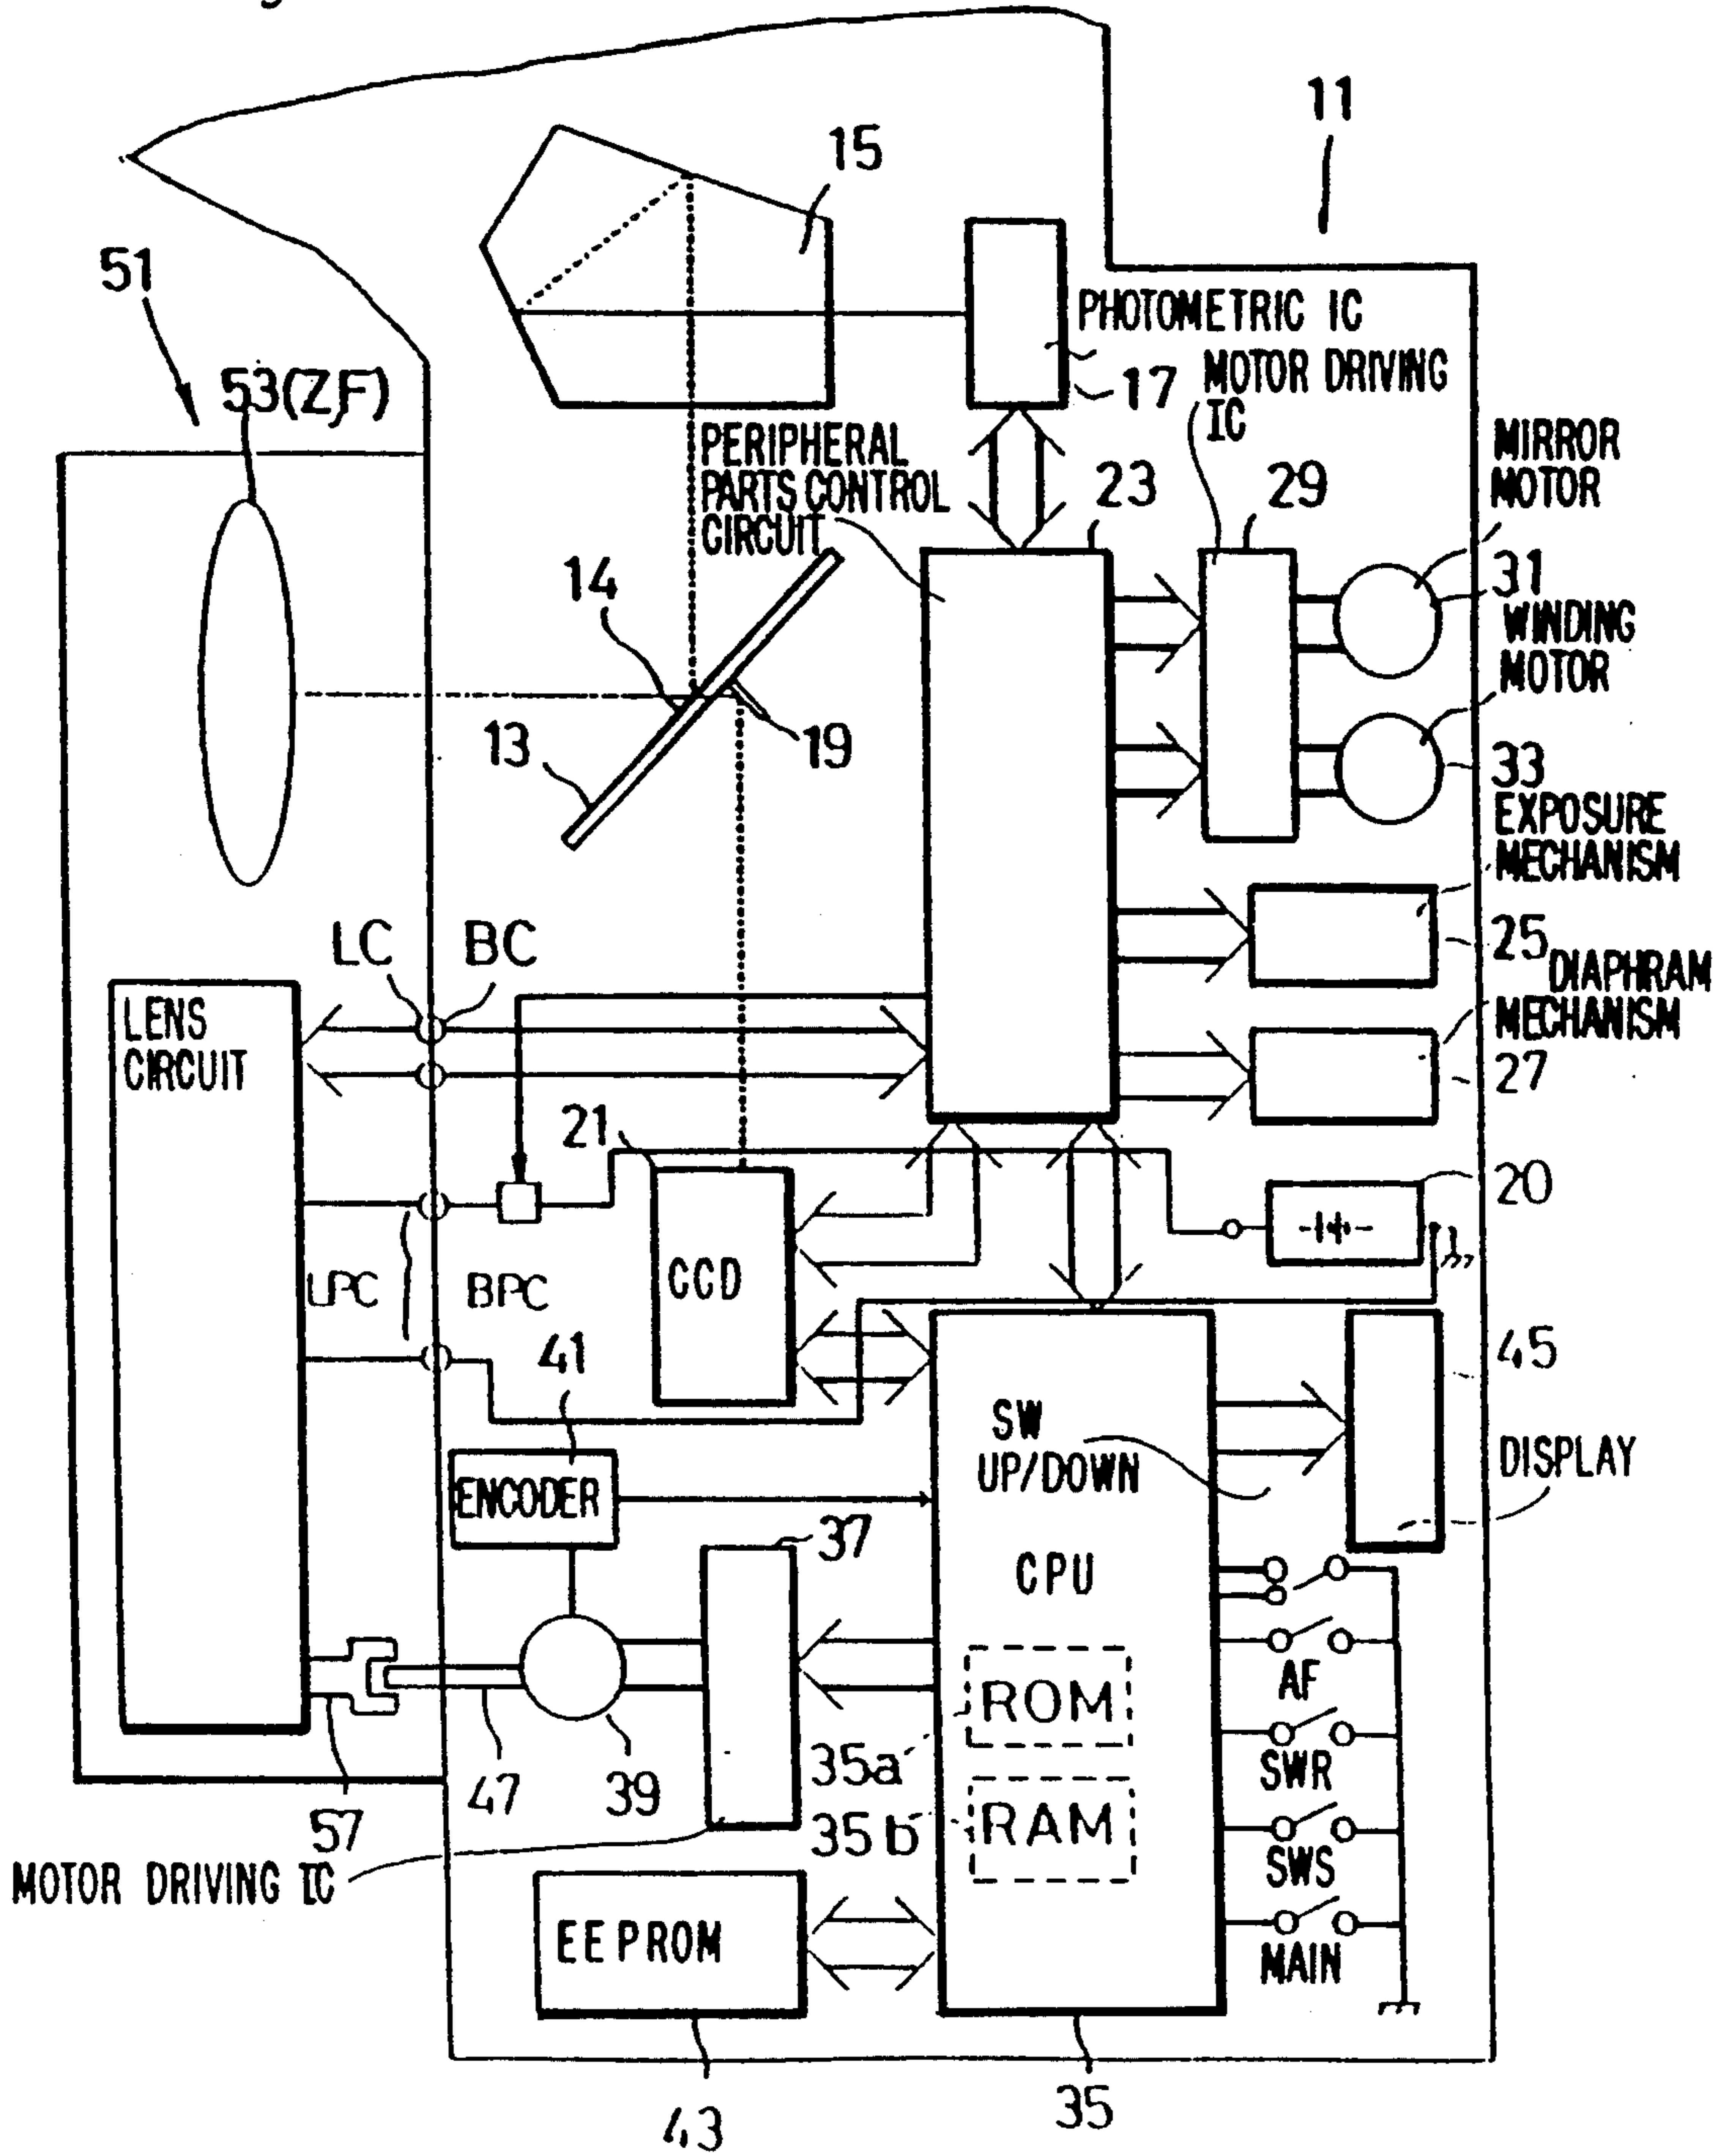 11
15
51
PHOTOMETRIC IC
17
53(ZF)
MOTOR DRIVING
IC
PERIPHERAL
PARTS CONTROL
CIRCUIT
23
29
MIRROR
MOTOR
14
31
WINDING
MOTOR
13
19
33
EXPOSURE
MECHANISM
LC
BC
25
DIAPHRAM
MECHANISM
LENS
CIRCUIT
27
21
20
CCD
LPC
BPC
41
45
SW
UP/DOWN
DISPLAY
ENCODER
37
CPU
AF
ROM
35a
SWR
47
39
57
RAM
35b
SWS
MOTOR DRIVING IC
EEPROM
MAIN
43
35